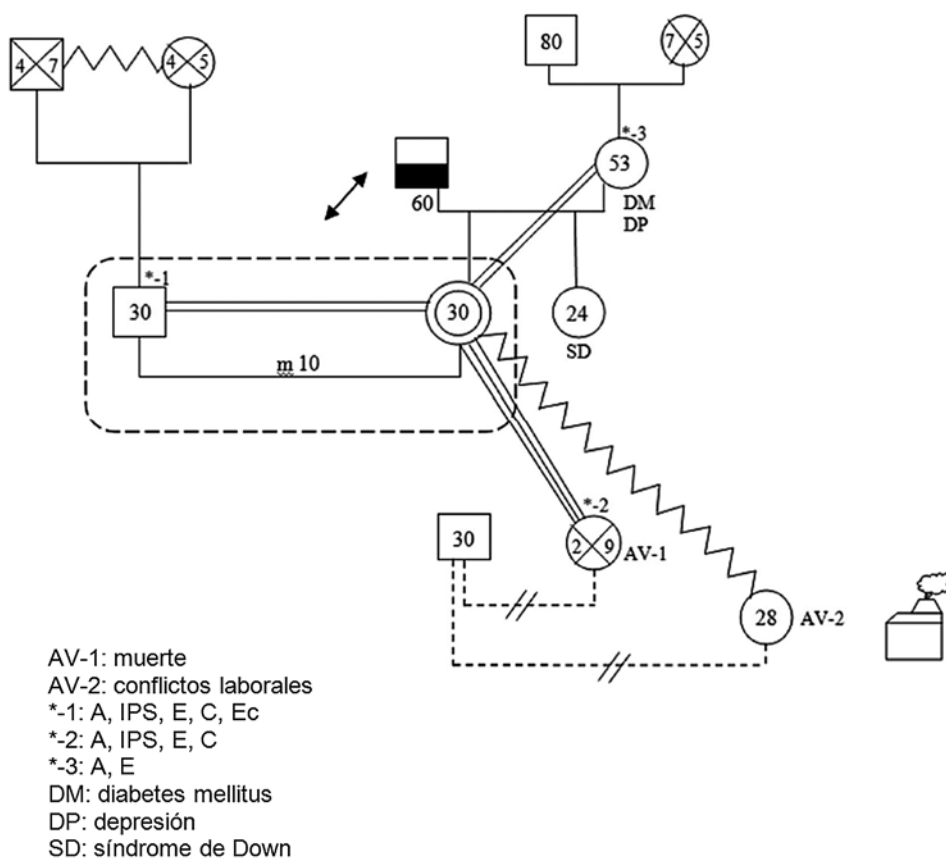 4 7
4 5
80
7 5
*-3
53
DM
DP
60
*-1
30
30
24
SD
m 10
*-2
30
2 9
AV-1
28
AV-2
AV-1: muerte
AV-2: conflictos laborales
*-1: A, IPS, E, C, Ec
*-2: A, IPS, E, C
*-3: A, E
DM: diabetes mellitus
DP: depresión
SD: síndrome de Down